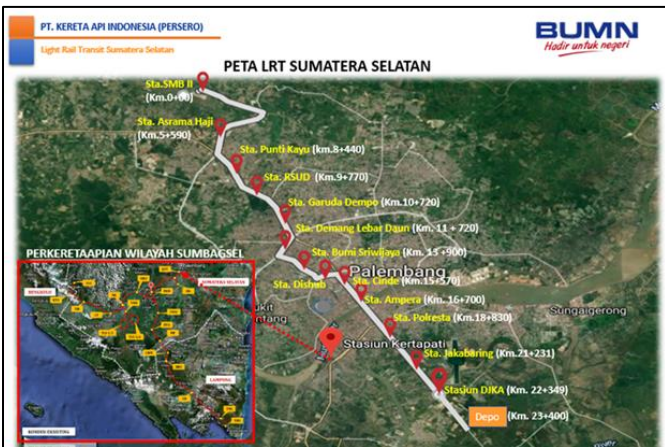 PT. KERETA API INDONESIA (PERSERO)
Light Rail Transit Sumatera Selatan
BUMN
Hadir untuk negeri
PETA LRT SUMATERA SELATAN
Sta.SMB II
(Km.0+00)
Sta. Asrama Haji
(Km.5+590)
Sta. Punti Kayu (km.8+440)
Sta. RSUD (Km.9+770)
Sta. Garuda Dempo (Km.10+720)
Sta. Demang Lebar Daun (Km. 11 + 720)
Sta. Bumi Sriwijaya (Km. 13 +900)
Sta. Dishub
Palembang
Sta. Cinde (Km.15+570)
Sta. Ampera (Km. 16+700)
Sta. Polresta (Km.18+830)
Sungaigerong
Stasiun Kertapati
Sta. Jakabaring (Km.21+231)
Stasiun DJKA (Km. 22+349)
Depo (Km. 23+400)
PERKERETAAPIAN WILAYAH SUMBAGSEL
SUMATERA SELATAN
BENGKULU
LAMPUNG
KONDISI EKSISTING